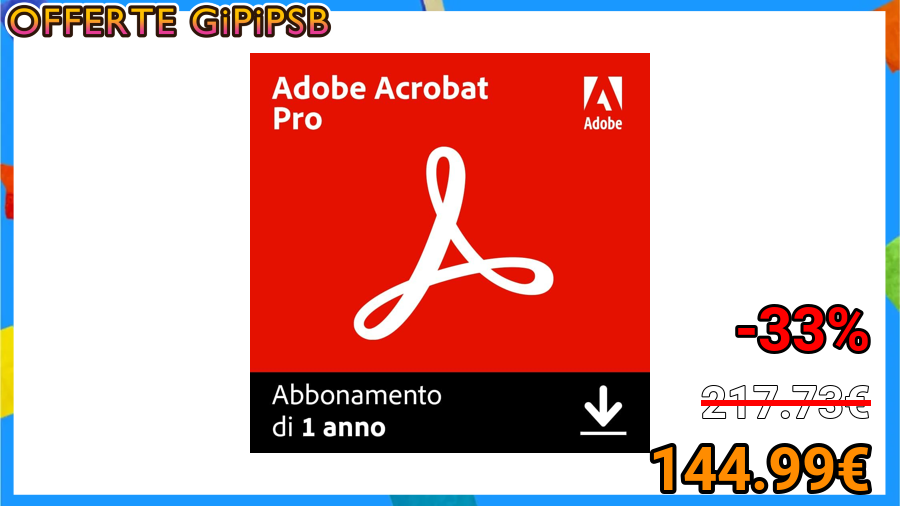 OFFERTE GiPiPSB
Adobe Acrobat
Pro
Adobe
Abbonamento
di 1 anno
-33%
217.73€
144.99€